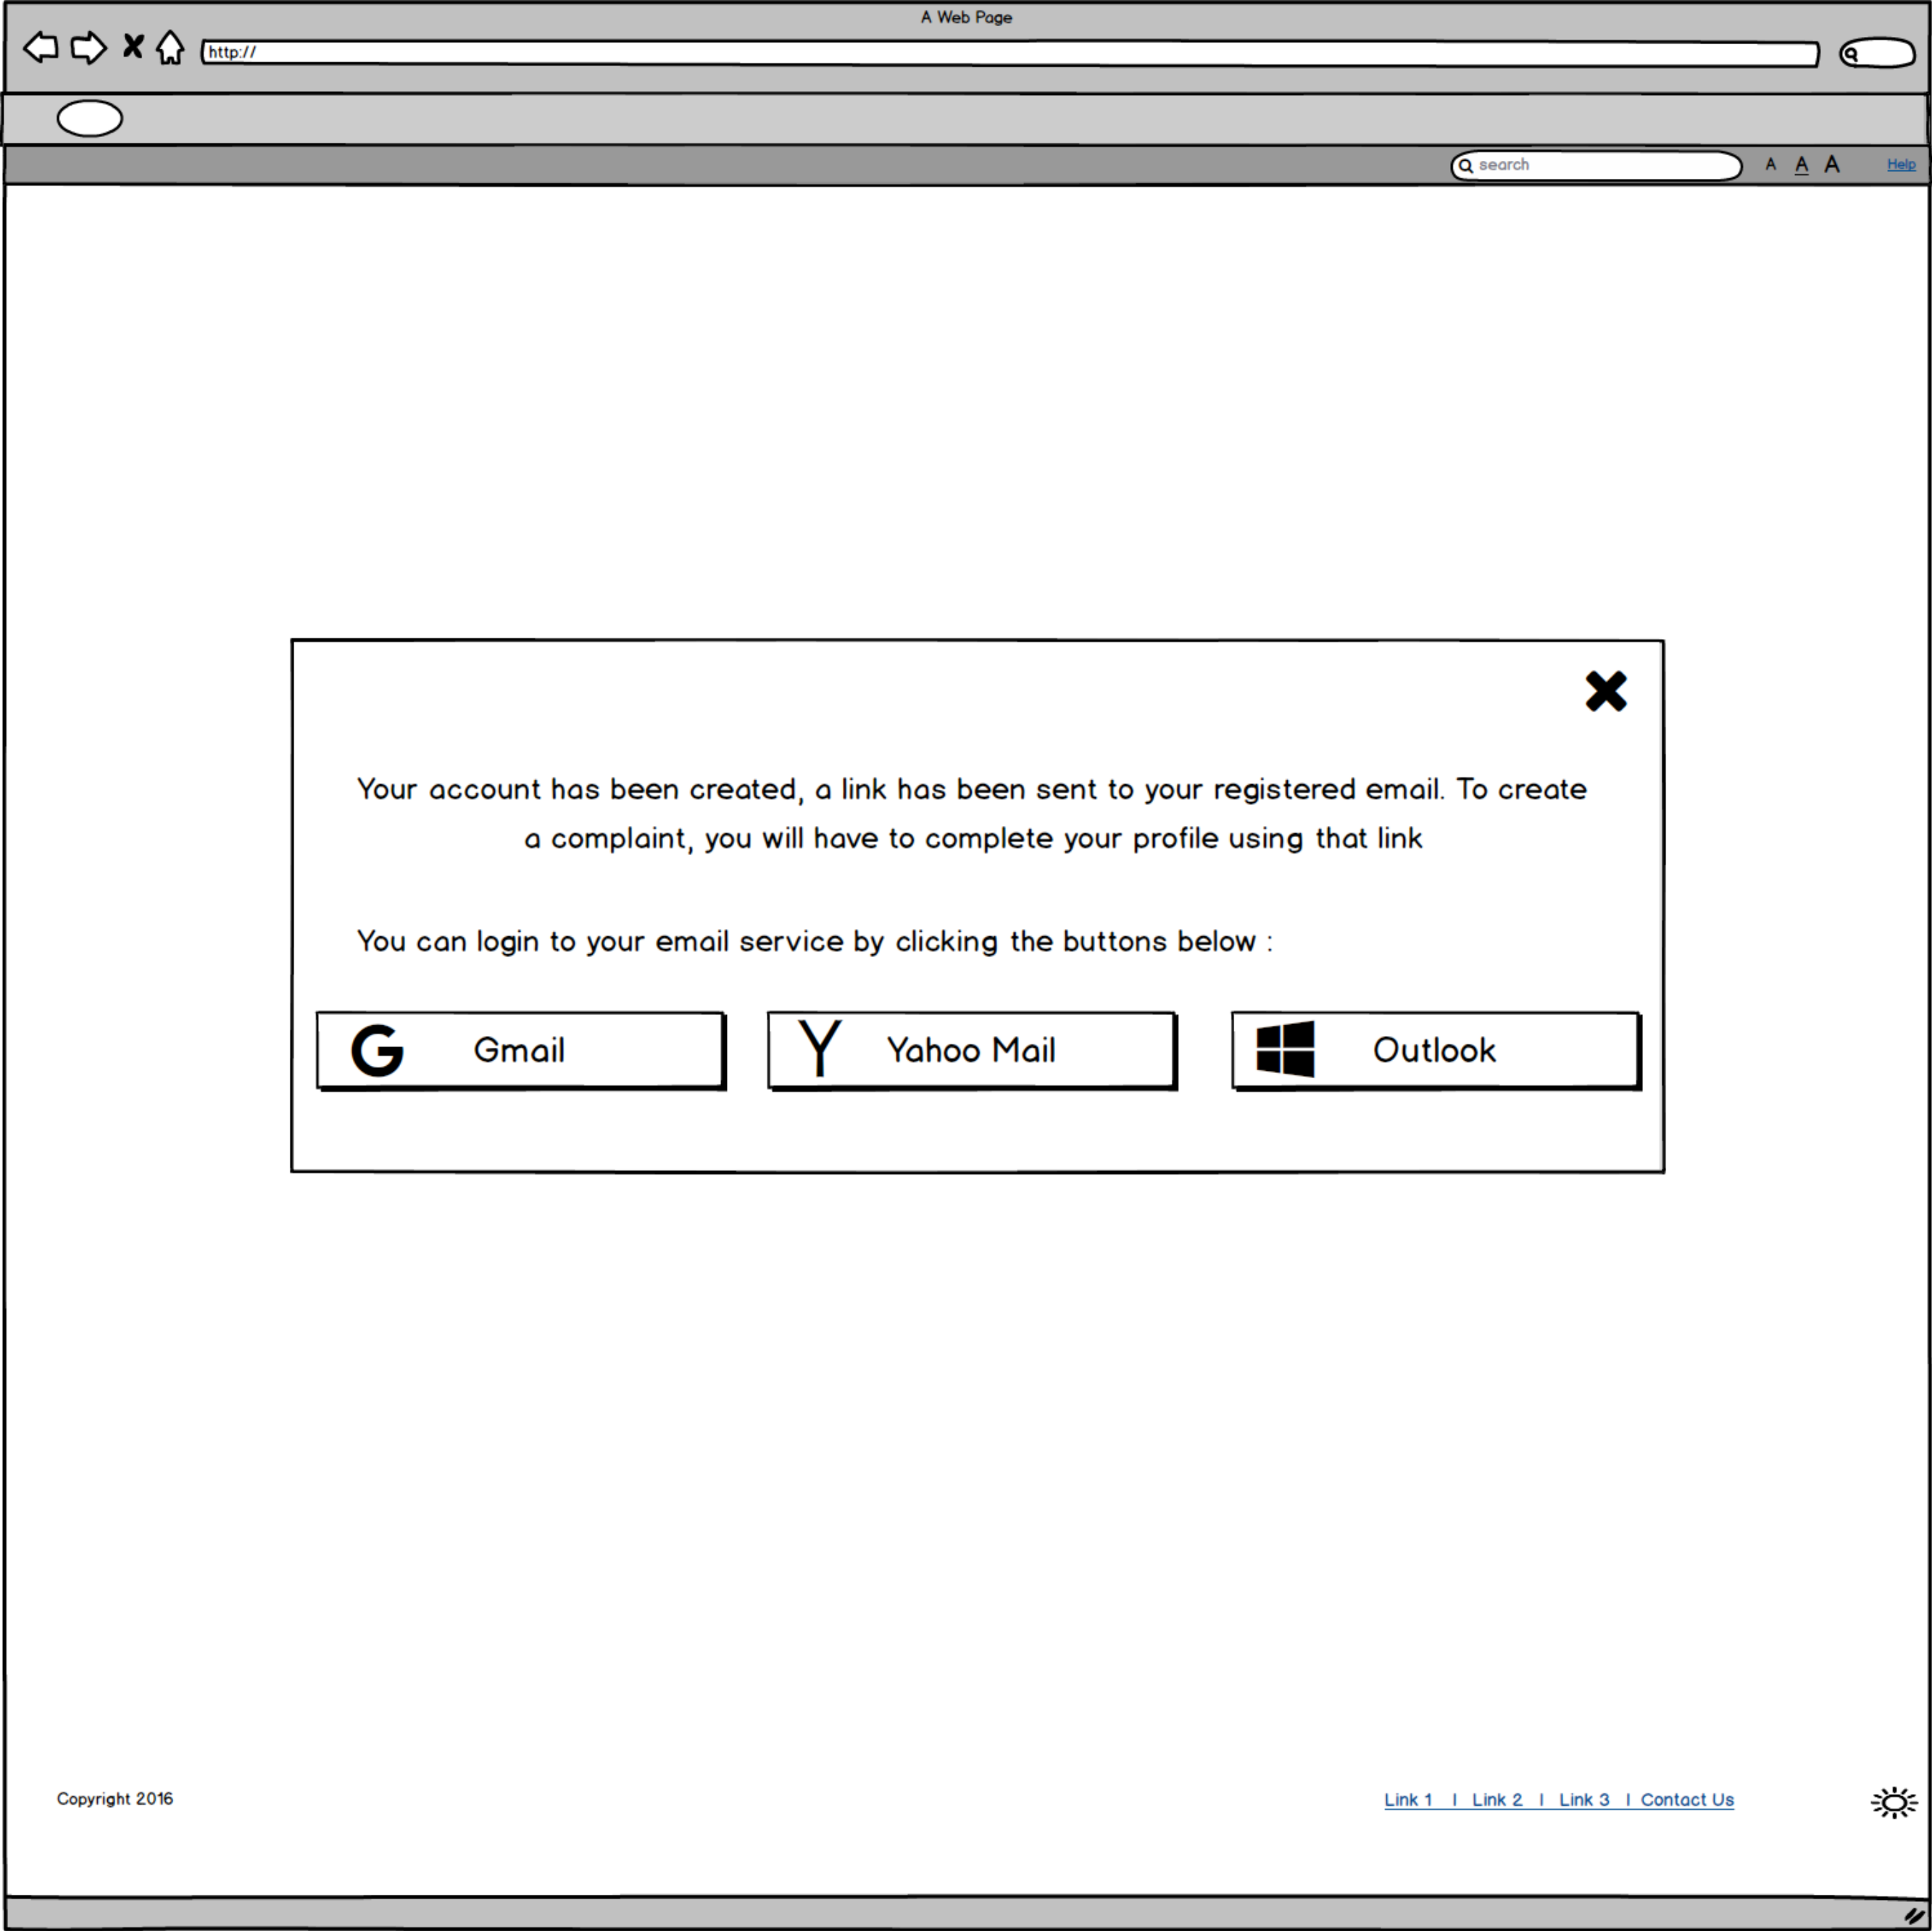 A Web Page
http://
search A A A Help
Your account has been created, a link has been sent to your registered email. To create
a complaint, you will have to complete your profile using that link
You can login to your email service by clicking the buttons below :
G Gmail Y Yahoo Mail Outlook
Copyright 2016 Link 1 | Link 2 | Link 3 | Contact Us